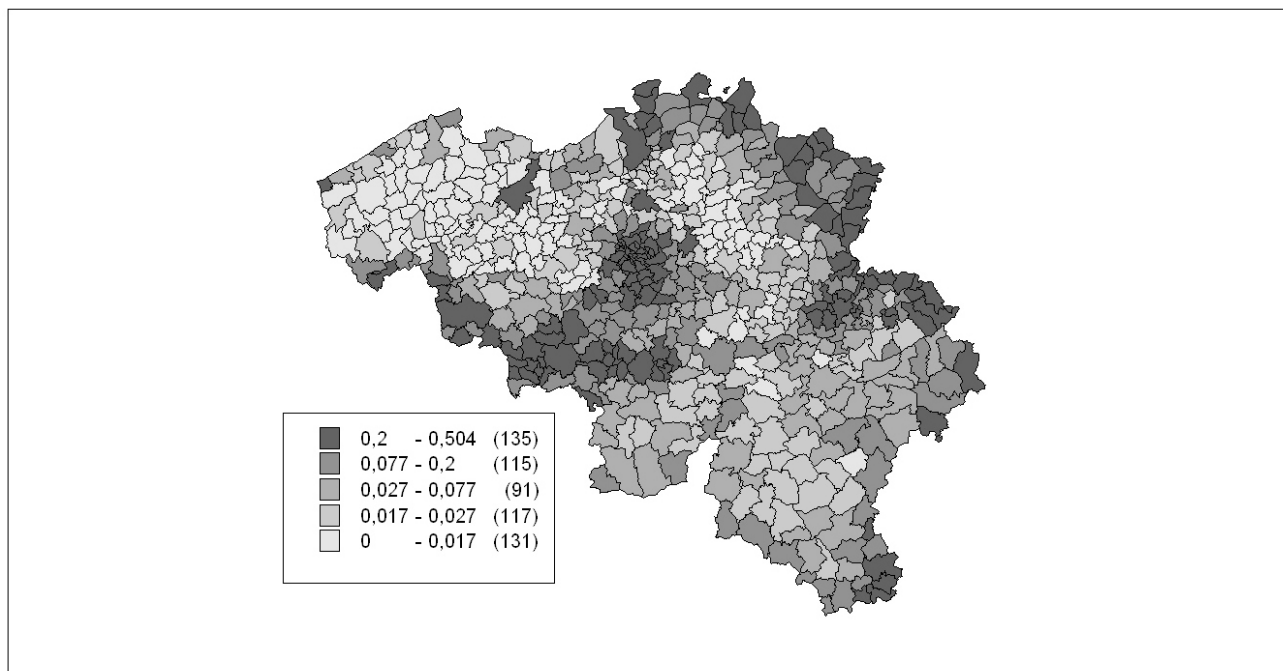 0,2 - 0,504 (135)
0,077 - 0,2 (115)
0,027 - 0,077 (91)
0,017 - 0,027 (117)
0 - 0,017 (131)